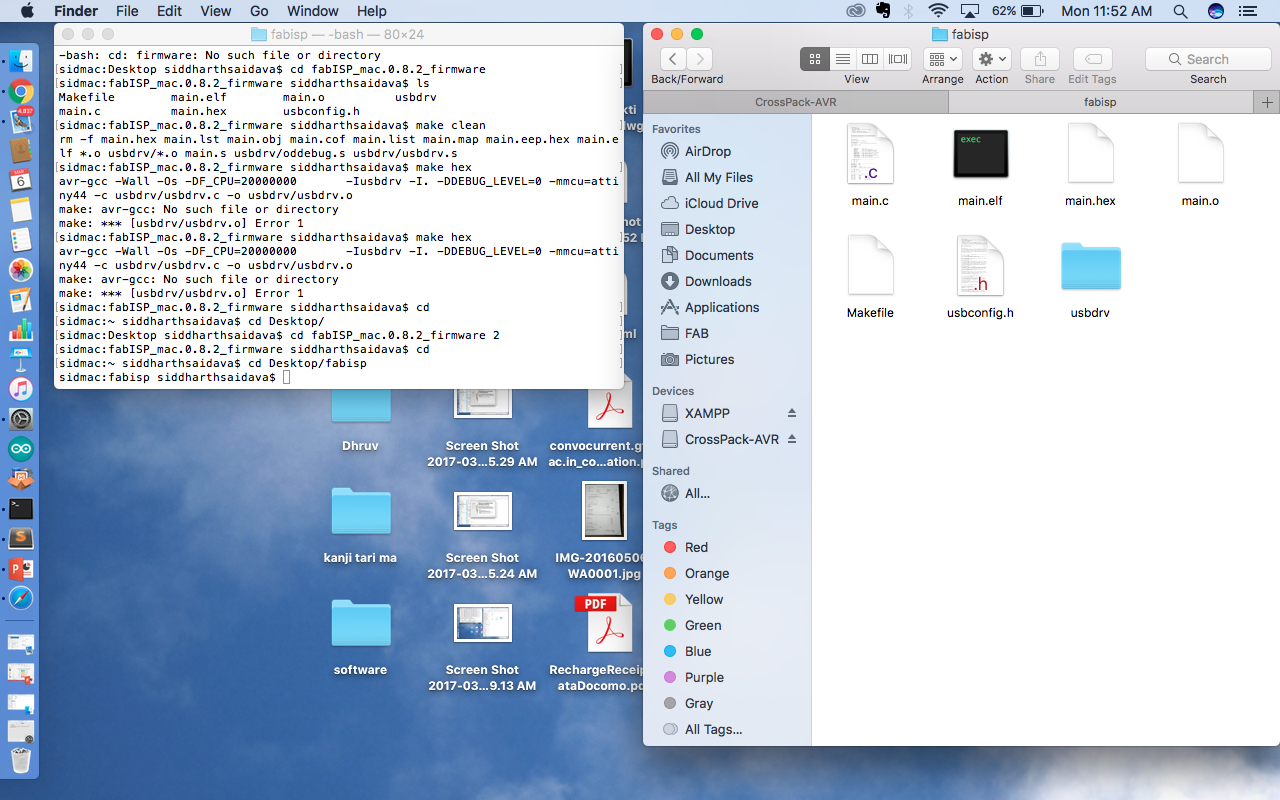 Finder File Edit View Go Window Help
62% Mon 11:52 AM
fabisp — -bash — 80×24
-bash: cd: firmware: No such file or directory
[sidmac:Desktop siddharthsaidava$ cd fabISP_mac.0.8.2_firmware ]
[sidmac:fabISP_mac.0.8.2_firmware siddharthsaidava$ ls ]
Makefile main.elf main.o usbdrv
main.c main.hex usbconfig.h
[sidmac:fabISP_mac.0.8.2_firmware siddharthsaidava$ make clean ]
rm -f main.hex main.lst main.obj main.cof main.list main.map main.eep.hex main.e
lf *.o usbdrv/*.o main.s usbdrv/oddebug.s usbdrv/usbdrv.s
[sidmac:fabISP_mac.0.8.2_firmware siddharthsaidava$ make hex ]
avr-gcc -Wall -Os -DF_CPU=20000000 -Iusbdrv -I. -DDEBUG_LEVEL=0 -mmcu=atti
ny44 -c usbdrv/usbdrv.c -o usbdrv/usbdrv.o
make: avr-gcc: No such file or directory
make: *** [usbdrv/usbdrv.o] Error 1
[sidmac:fabISP_mac.0.8.2_firmware siddharthsaidava$ make hex ]
avr-gcc -Wall -Os -DF_CPU=20000000 -Iusbdrv -I. -DDEBUG_LEVEL=0 -mmcu=atti
ny44 -c usbdrv/usbdrv.c -o usbdrv/usbdrv.o
make: avr-gcc: No such file or directory
make: *** [usbdrv/usbdrv.o] Error 1
[sidmac:fabISP_mac.0.8.2_firmware siddharthsaidava$ cd ]
[sidmac:~ siddharthsaidava$ cd Desktop/ ]
[sidmac:Desktop siddharthsaidava$ cd fabISP_mac.0.8.2_firmware 2 ]
[sidmac:fabISP_mac.0.8.2_firmware siddharthsaidava$ cd ]
[sidmac:~ siddharthsaidava$ cd Desktop/fabisp ]
sidmac:fabisp siddharthsaidava$
fabisp
Back/Forward View Arrange Action Share Edit Tags Search
Search
CrossPack-AVR fabisp
Favorites
AirDrop
All My Files
iCloud Drive
Desktop
Documents
Downloads
Applications
FAB
Pictures
Devices
XAMPP
CrossPack-AVR
Shared
All...
Tags
Red
Orange
Yellow
Green
Blue
Purple
Gray
All Tags...
.c
exec
main.c main.elf main.hex main.o
.h
Makefile usbconfig.h usbdrv
Dhruv
Screen Shot
2017-03...5.29 AM
convocurrent.g
ac.in_co...ation.p
kanji tari ma
Screen Shot
2017-03...5.24 AM
IMG-2016050
WA0001.jpg
software
Screen Shot
2017-03...9.13 AM
PDF
RechargeReceip
ataDocomo.pd
4,837
6